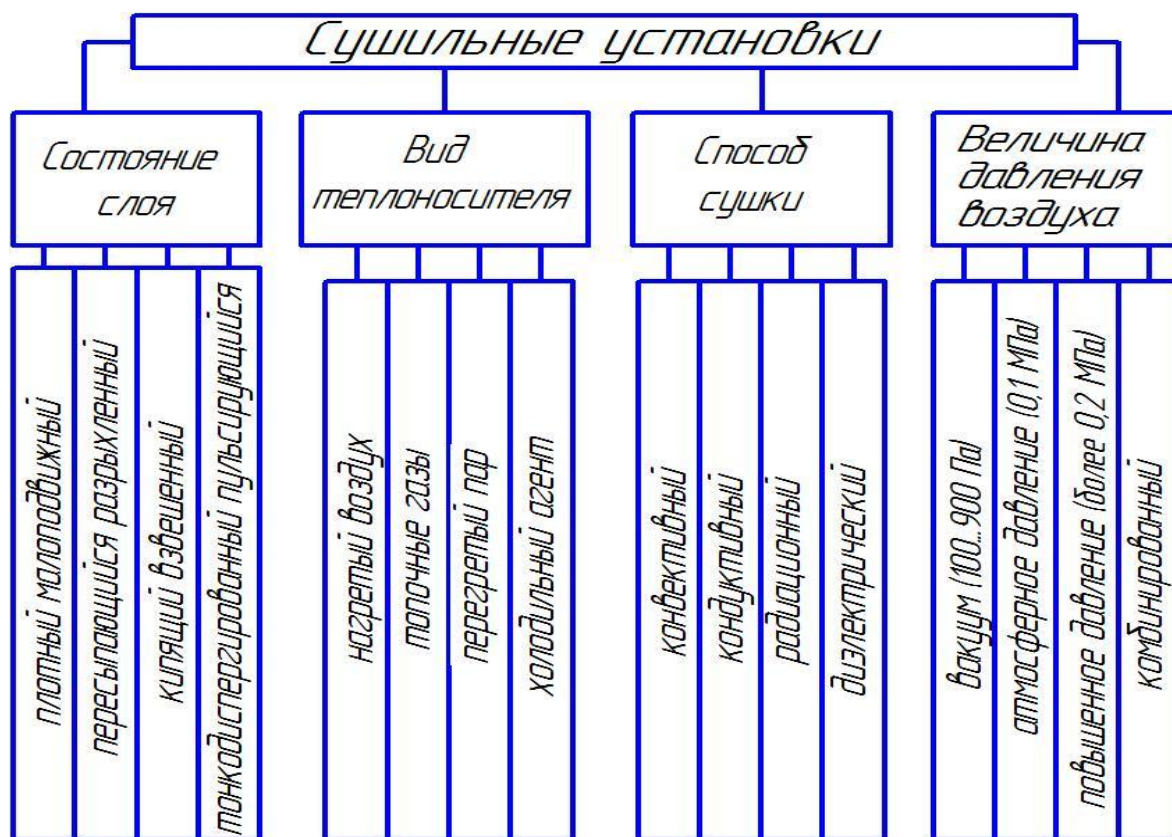 Сушильные установки
Состояние
слоя
Вид
теплоносителя
Способ
сушки
Величина
давления
воздуха
плотный малоподвижный
пересыпающийся разрыхленный
кипящий взвешенный
тонкодиспергированный пульсирующийся
нагретый воздух
топочные газы
перегретый пар
холодильный агент
конвективный
кондуктивный
радиационный
диэлектрический
вакуум (100...900 Па)
атмосферное давление (0,1 МПа)
повышенное давление (более 0,2 МПа)
комбинированный